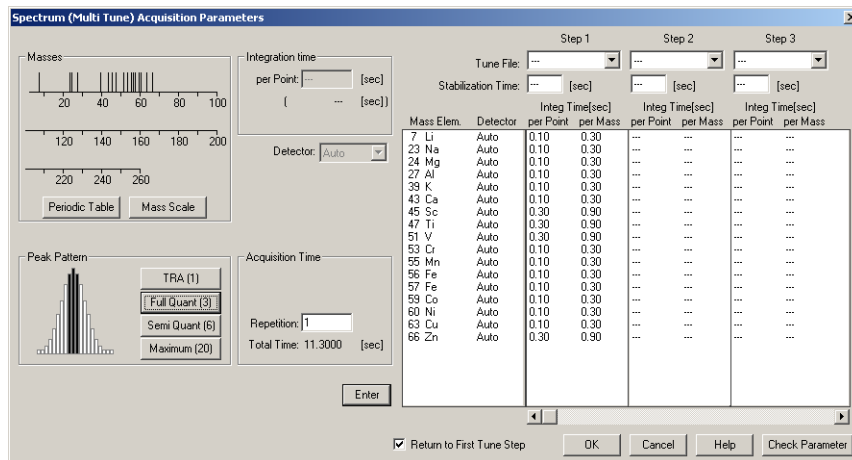 Spectrum (Multi Tune) Acquisition Parameters
Masses
20 40 60 80 100
120 140 160 180 200
220 240 260
Periodic Table Mass Scale
Integration time
per Point: --- [sec]
( --- [sec] )
Detector: Auto
Peak Pattern
TRA (1)
Full Quant (3)
Semi Quant (6)
Maximum (20)
Acquisition Time
Repetition: 1
Total Time: 11.3000 [sec]
Enter
Step 1 Step 2 Step 3
Tune File: --- --- ---
Stabilization Time: --- [sec] --- [sec] --- [sec]
Integ Time[sec] Integ Time[sec] Integ Time[sec]
Mass Elem. Detector per Point per Mass per Point per Mass per Point per Mass
7 Li Auto 0.10 0.30 --- --- --- ---
23 Na Auto 0.10 0.30 --- --- --- ---
24 Mg Auto 0.10 0.30 --- --- --- ---
27 Al Auto 0.10 0.30 --- --- --- ---
39 K Auto 0.10 0.30 --- --- --- ---
43 Ca Auto 0.10 0.30 --- --- --- ---
45 Sc Auto 0.30 0.90 --- --- --- ---
47 Ti Auto 0.30 0.90 --- --- --- ---
51 V Auto 0.30 0.90 --- --- --- ---
53 Cr Auto 0.10 0.30 --- --- --- ---
55 Mn Auto 0.10 0.30 --- --- --- ---
56 Fe Auto 0.10 0.30 --- --- --- ---
57 Fe Auto 0.10 0.30 --- --- --- ---
59 Co Auto 0.10 0.30 --- --- --- ---
60 Ni Auto 0.10 0.30 --- --- --- ---
63 Cu Auto 0.10 0.30 --- --- --- ---
66 Zn Auto 0.30 0.90 --- --- --- ---
Return to First Tune Step OK Cancel Help Check Parameter